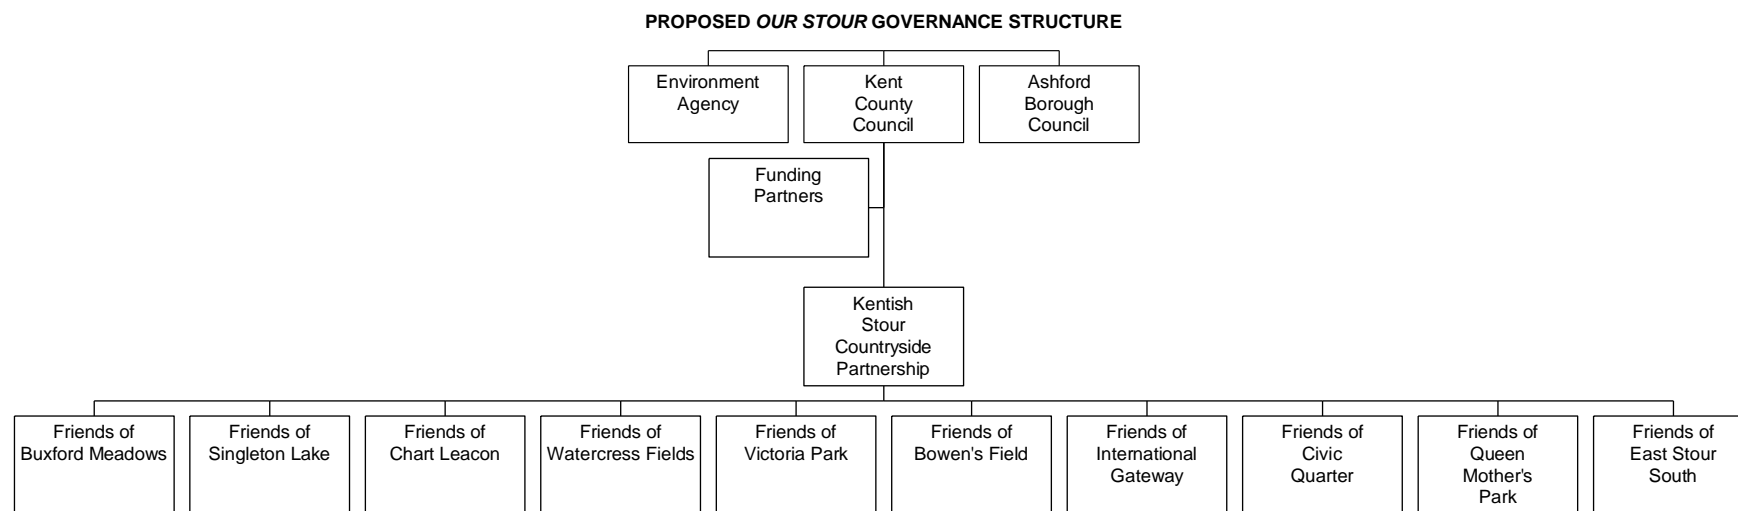 PROPOSED OUR STOUR GOVERNANCE STRUCTURE
Environment
Agency
Kent
County
Council
Ashford
Borough
Council
Funding
Partners
Kentish
Stour
Countryside
Partnership
Friends of
Buxford Meadows
Friends of
Singleton Lake
Friends of
Chart Leacon
Friends of
Watercress Fields
Friends of
Victoria Park
Friends of
Bowen's Field
Friends of
International
Gateway
Friends of
Civic
Quarter
Friends of
Queen
Mother's
Park
Friends of
East Stour
South